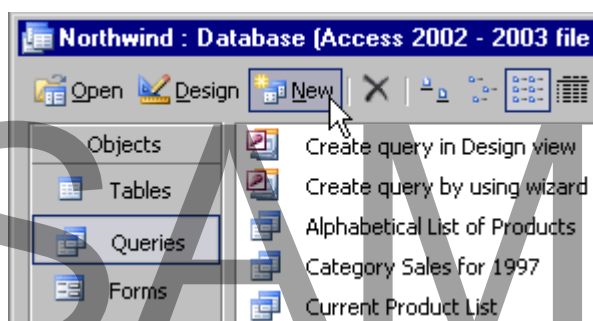 Northwind : Database (Access 2002 - 2003 file
Open Design New
Objects
Tables
Queries
Forms
Create query in Design view
Create query by using wizard
Alphabetical List of Products
Category Sales for 1997
Current Product List
SAM